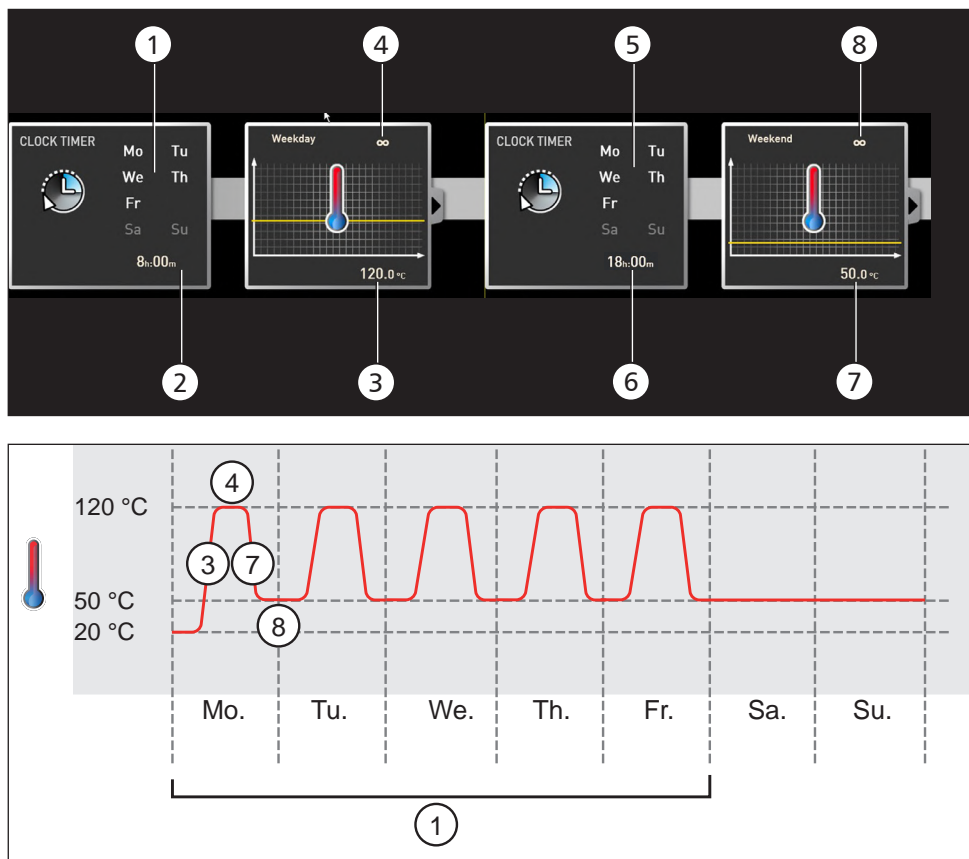 1 4 5 8
CLOCK TIMER
Mo Tu
We Th
Fr
Sa Su
8h:00m
Weekday ∞
120.0 °C
CLOCK TIMER
Mo Tu
We Th
Fr
Sa Su
18h:00m
Weekend ∞
50.0 °C
2 3 6 7
4
120 °C
3 7
50 °C
8
20 °C
Mo. Tu. We. Th. Fr. Sa. Su.
1